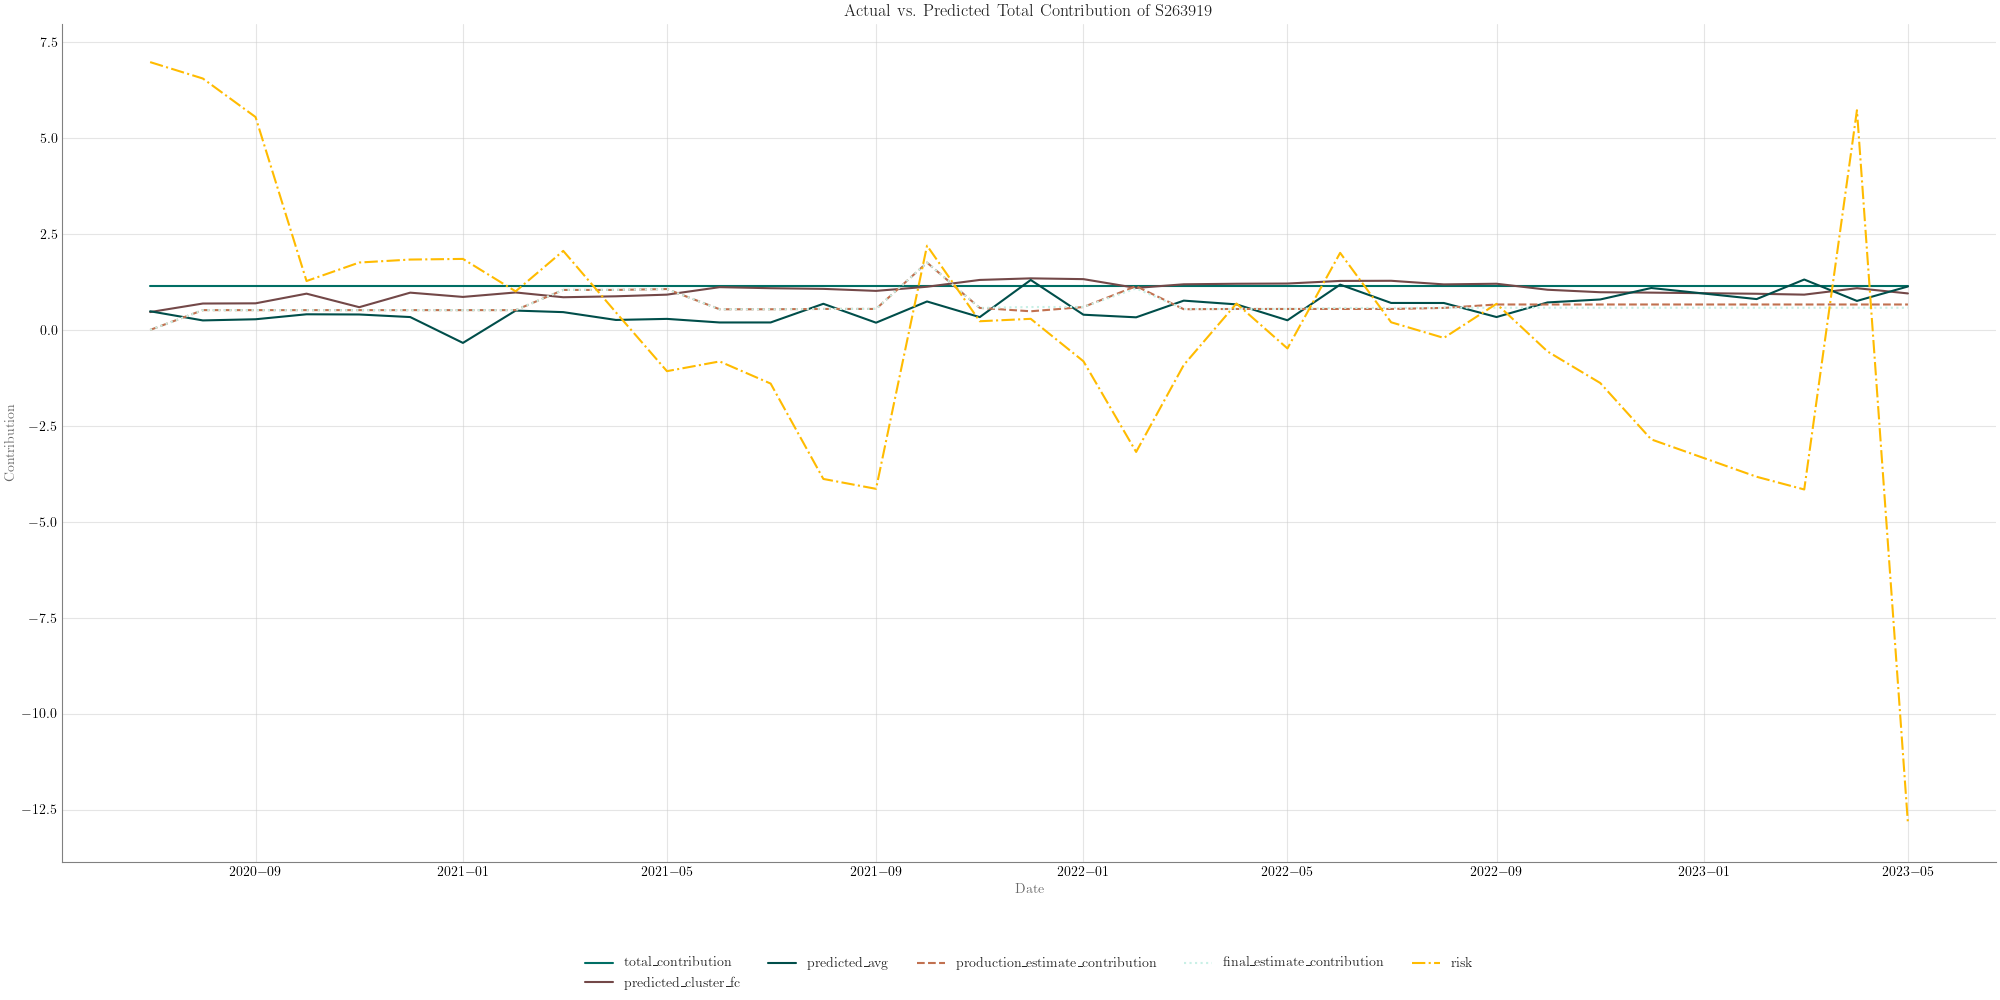 Actual vs. Predicted Total Contribution of S263919
7.5
5.0
2.5
0.0
−2.5
−5.0
−7.5
−10.0
−12.5
Contribution
2020−09
2021−01
2021−05
2021−09
2022−01
2022−05
2022−09
2023−01
2023−05
Date
total_contribution
predicted_avg
production_estimate_contribution
final_estimate_contribution
risk
predicted_cluster_fc